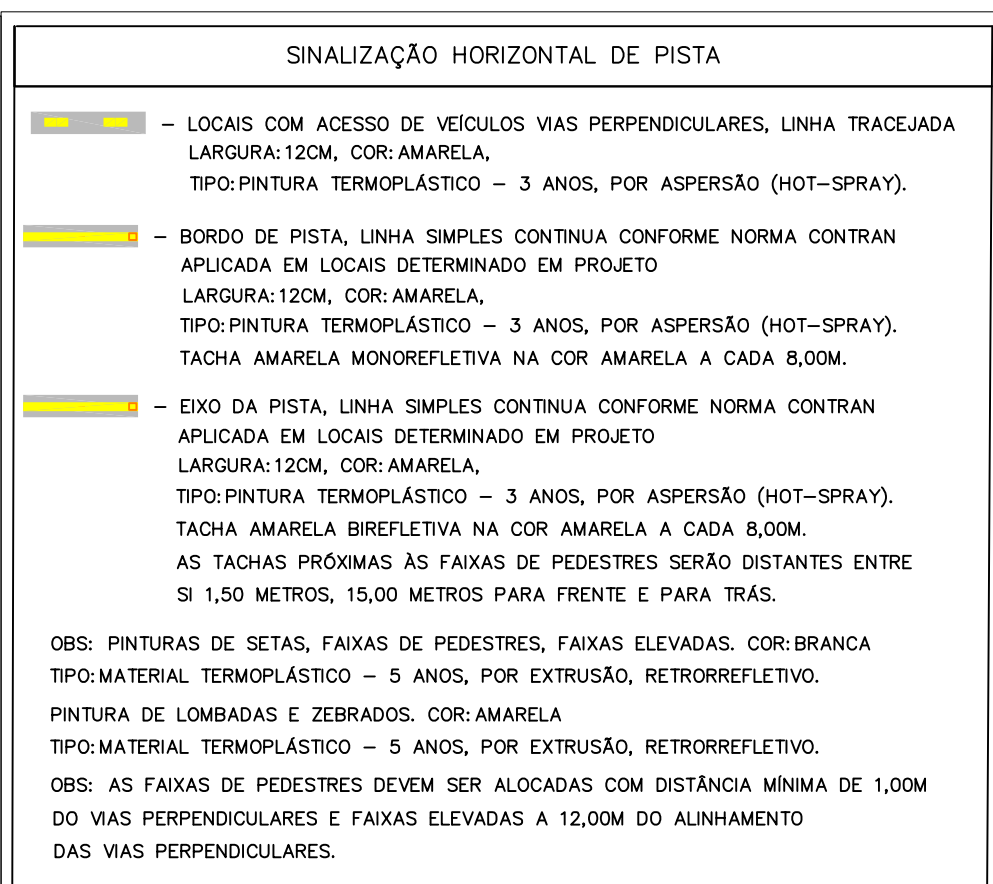 SINALIZAÇÃO HORIZONTAL DE PISTA
– LOCAIS COM ACESSO DE VEÍCULOS VIAS PERPENDICULARES, LINHA TRACEJADA
LARGURA:12CM, COR:AMARELA,
TIPO:PINTURA TERMOPLÁSTICO – 3 ANOS, POR ASPERSÃO (HOT–SPRAY).
– BORDO DE PISTA, LINHA SIMPLES CONTINUA CONFORME NORMA CONTRAN
APLICADA EM LOCAIS DETERMINADO EM PROJETO
LARGURA:12CM, COR:AMARELA,
TIPO:PINTURA TERMOPLÁSTICO – 3 ANOS, POR ASPERSÃO (HOT–SPRAY).
TACHA AMARELA MONOREFLETIVA NA COR AMARELA A CADA 8,00M.
– EIXO DA PISTA, LINHA SIMPLES CONTINUA CONFORME NORMA CONTRAN
APLICADA EM LOCAIS DETERMINADO EM PROJETO
LARGURA:12CM, COR:AMARELA,
TIPO:PINTURA TERMOPLÁSTICO – 3 ANOS, POR ASPERSÃO (HOT–SPRAY).
TACHA AMARELA BIREFLETIVA NA COR AMARELA A CADA 8,00M.
AS TACHAS PRÓXIMAS ÀS FAIXAS DE PEDESTRES SERÃO DISTANTES ENTRE
SI 1,50 METROS, 15,00 METROS PARA FRENTE E PARA TRÁS.
OBS: PINTURAS DE SETAS, FAIXAS DE PEDESTRES, FAIXAS ELEVADAS. COR:BRANCA
TIPO:MATERIAL TERMOPLÁSTICO – 5 ANOS, POR EXTRUSÃO, RETRORREFLETIVO.
PINTURA DE LOMBADAS E ZEBRADOS. COR:AMARELA
TIPO:MATERIAL TERMOPLÁSTICO – 5 ANOS, POR EXTRUSÃO, RETRORREFLETIVO.
OBS: AS FAIXAS DE PEDESTRES DEVEM SER ALOCADAS COM DISTÂNCIA MÍNIMA DE 1,00M
DO VIAS PERPENDICULARES E FAIXAS ELEVADAS A 12,00M DO ALINHAMENTO
DAS VIAS PERPENDICULARES.